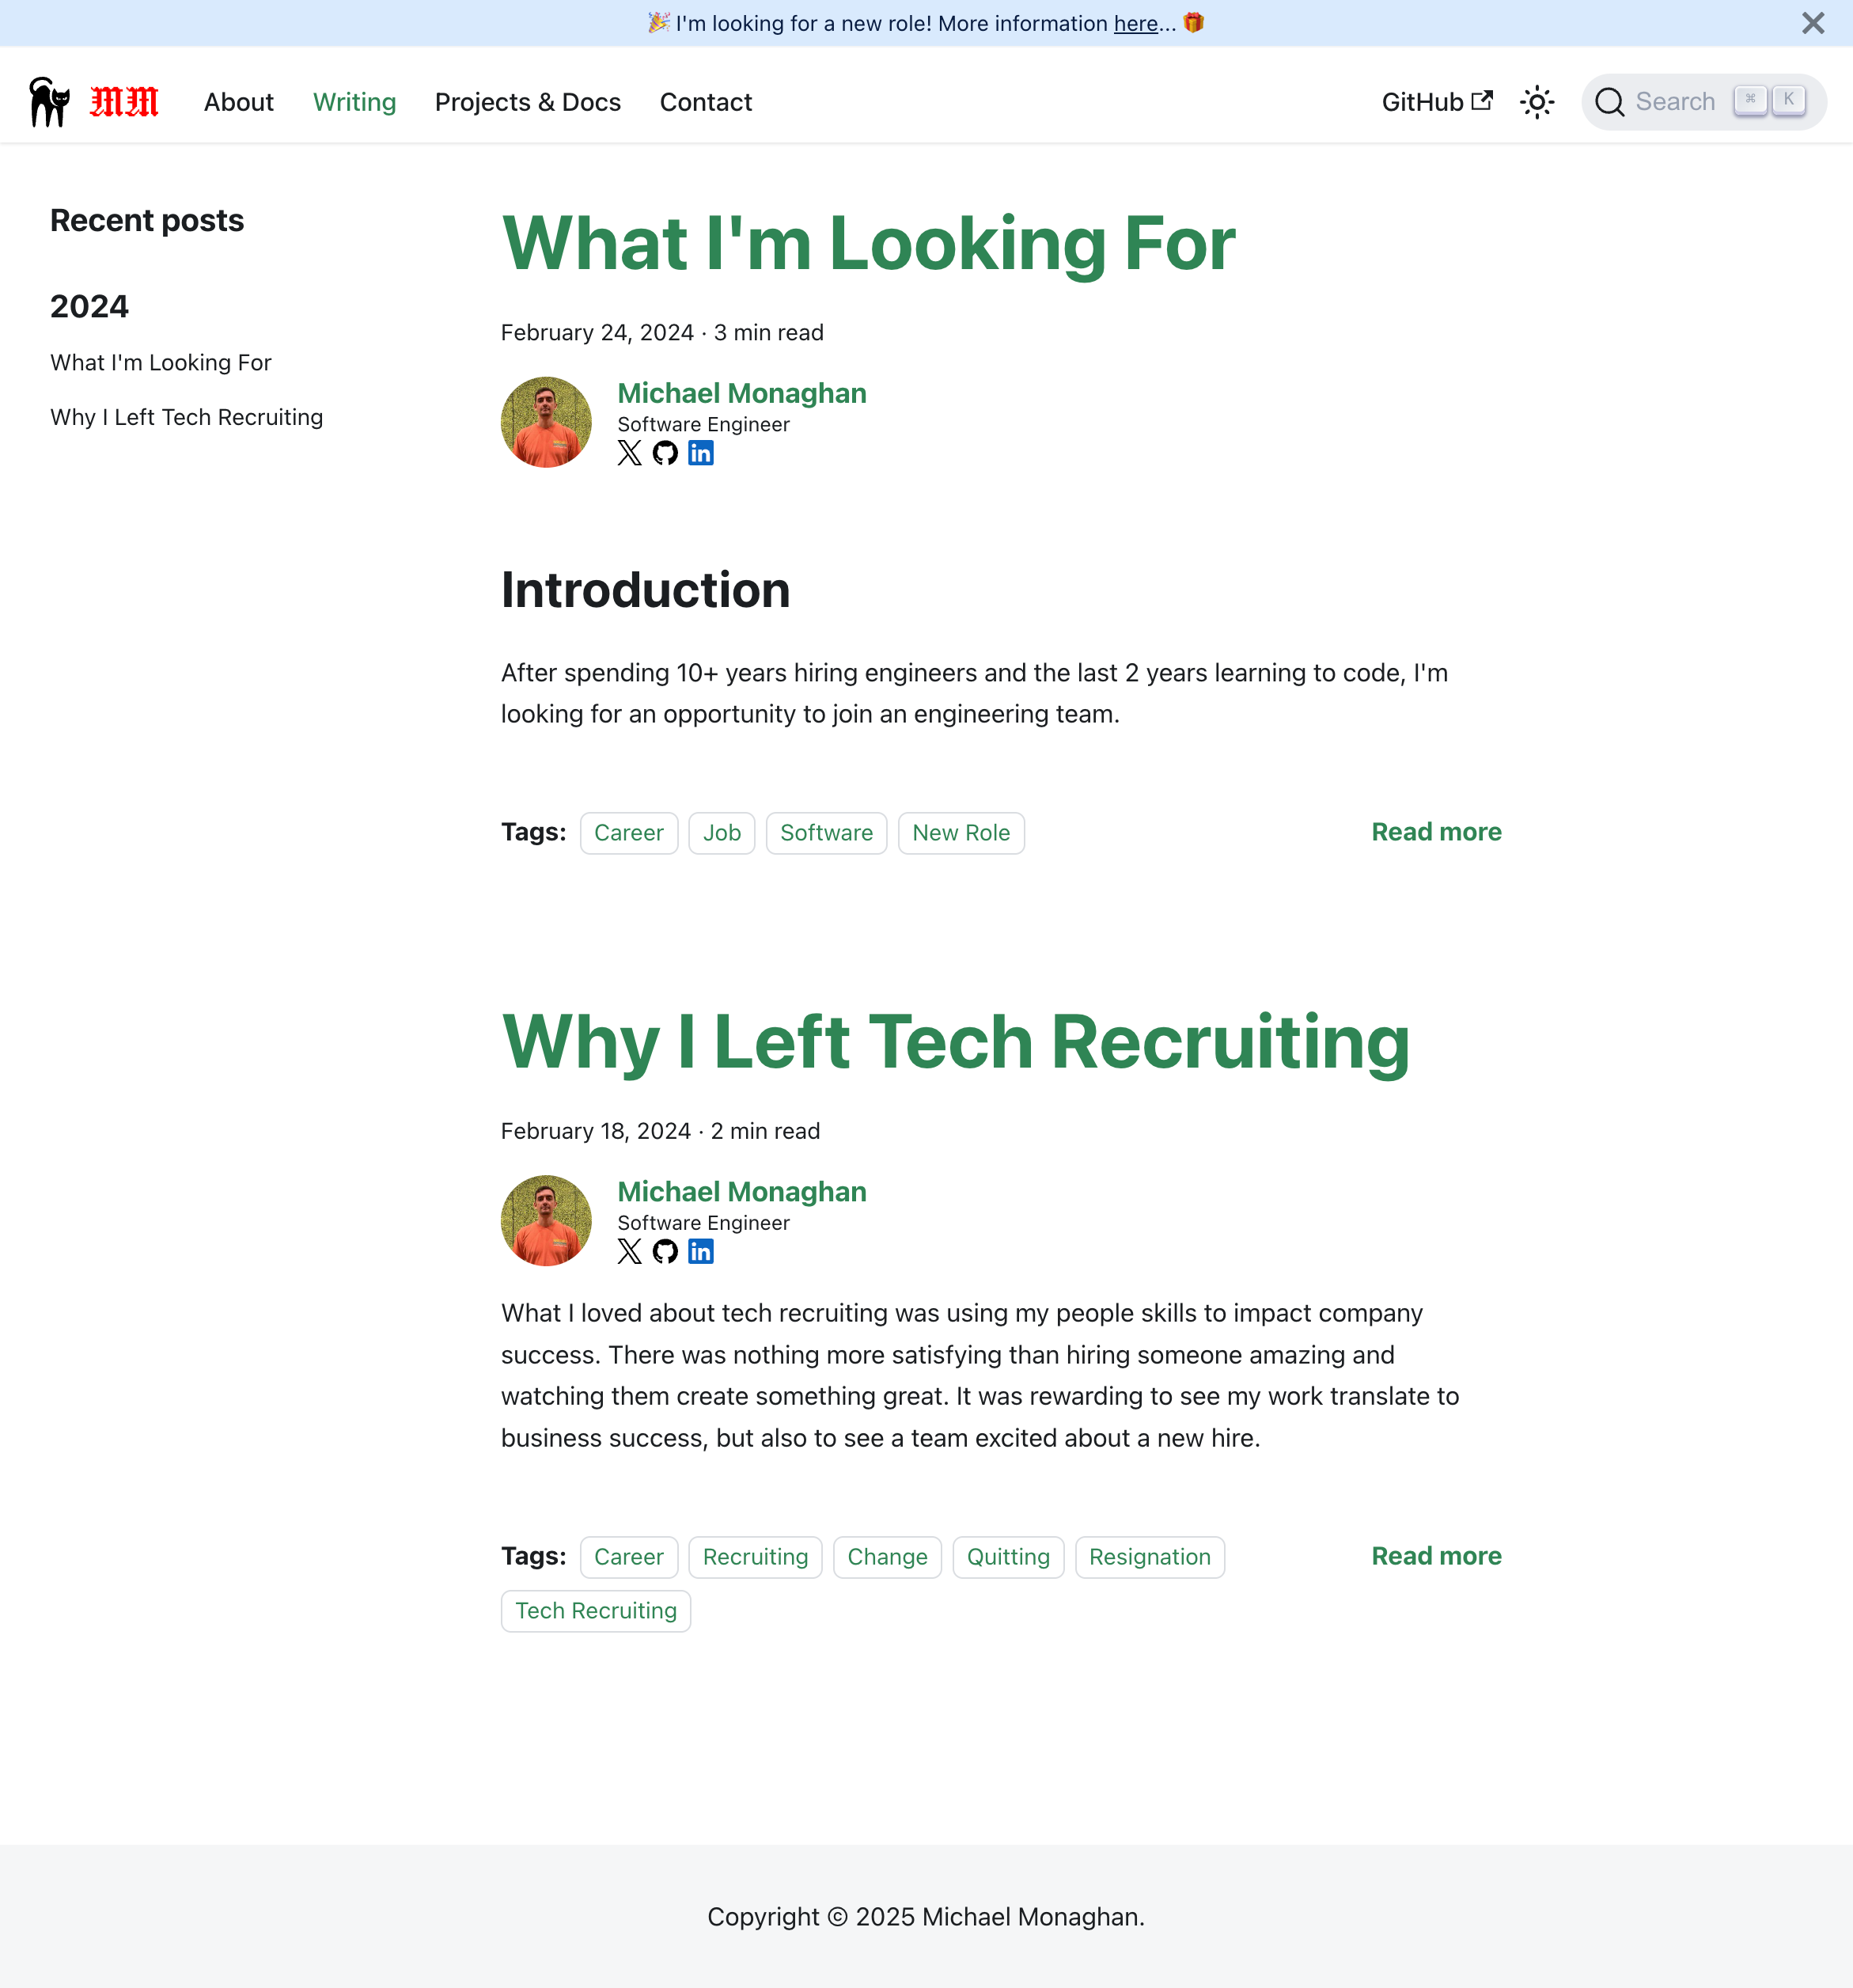 🎉 I'm looking for a new role! More information here... 🎁
MM About Writing Projects & Docs Contact GitHub Search ⌘ K
Recent posts
2024
What I'm Looking For
Why I Left Tech Recruiting
What I'm Looking For
February 24, 2024 · 3 min read
Michael Monaghan
Software Engineer
Introduction
After spending 10+ years hiring engineers and the last 2 years learning to code, I'm
looking for an opportunity to join an engineering team.
Tags: Career Job Software New Role Read more
Why I Left Tech Recruiting
February 18, 2024 · 2 min read
Michael Monaghan
Software Engineer
What I loved about tech recruiting was using my people skills to impact company
success. There was nothing more satisfying than hiring someone amazing and
watching them create something great. It was rewarding to see my work translate to
business success, but also to see a team excited about a new hire.
Tags: Career Recruiting Change Quitting Resignation Read more
Tech Recruiting
Copyright © 2025 Michael Monaghan.